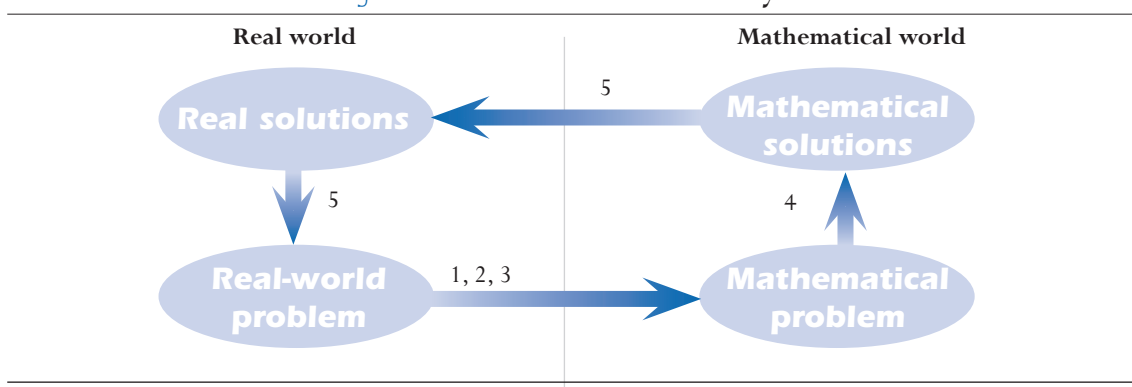 Real world
Mathematical world
5
Real solutions
Mathematical
solutions
5
4
1, 2, 3
Real-world
problem
Mathematical
problem